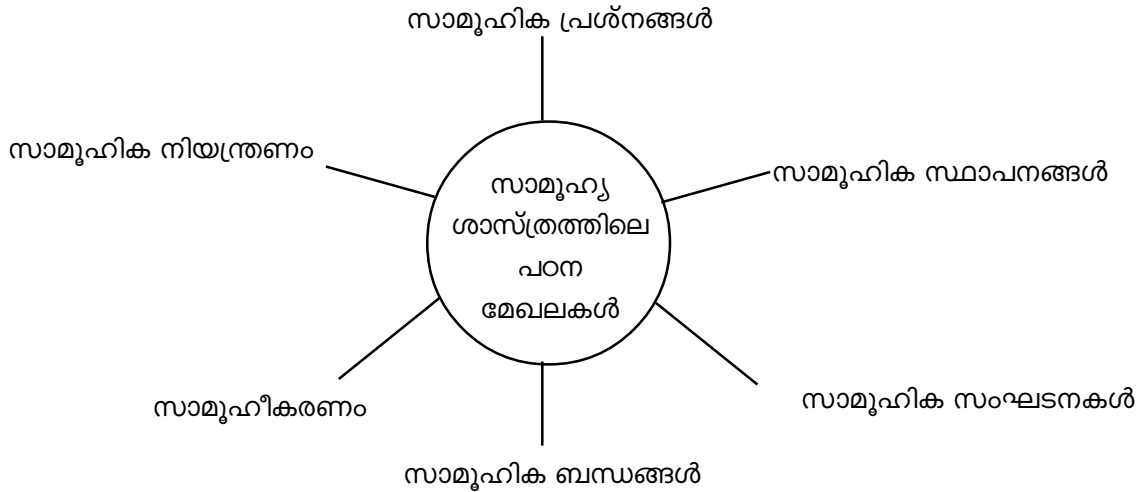 സാമൂഹിക പ്രശ്നങ്ങൾ
സാമൂഹിക നിയന്ത്രണം
സാമൂഹിക സ്ഥാപനങ്ങൾ
സാമൂഹ്യ
ശാസ്ത്രത്തിലെ
പഠന
മേഖലകൾ
സാമൂഹീകരണം
സാമൂഹിക സംഘടനകൾ
സാമൂഹിക ബന്ധങ്ങൾ